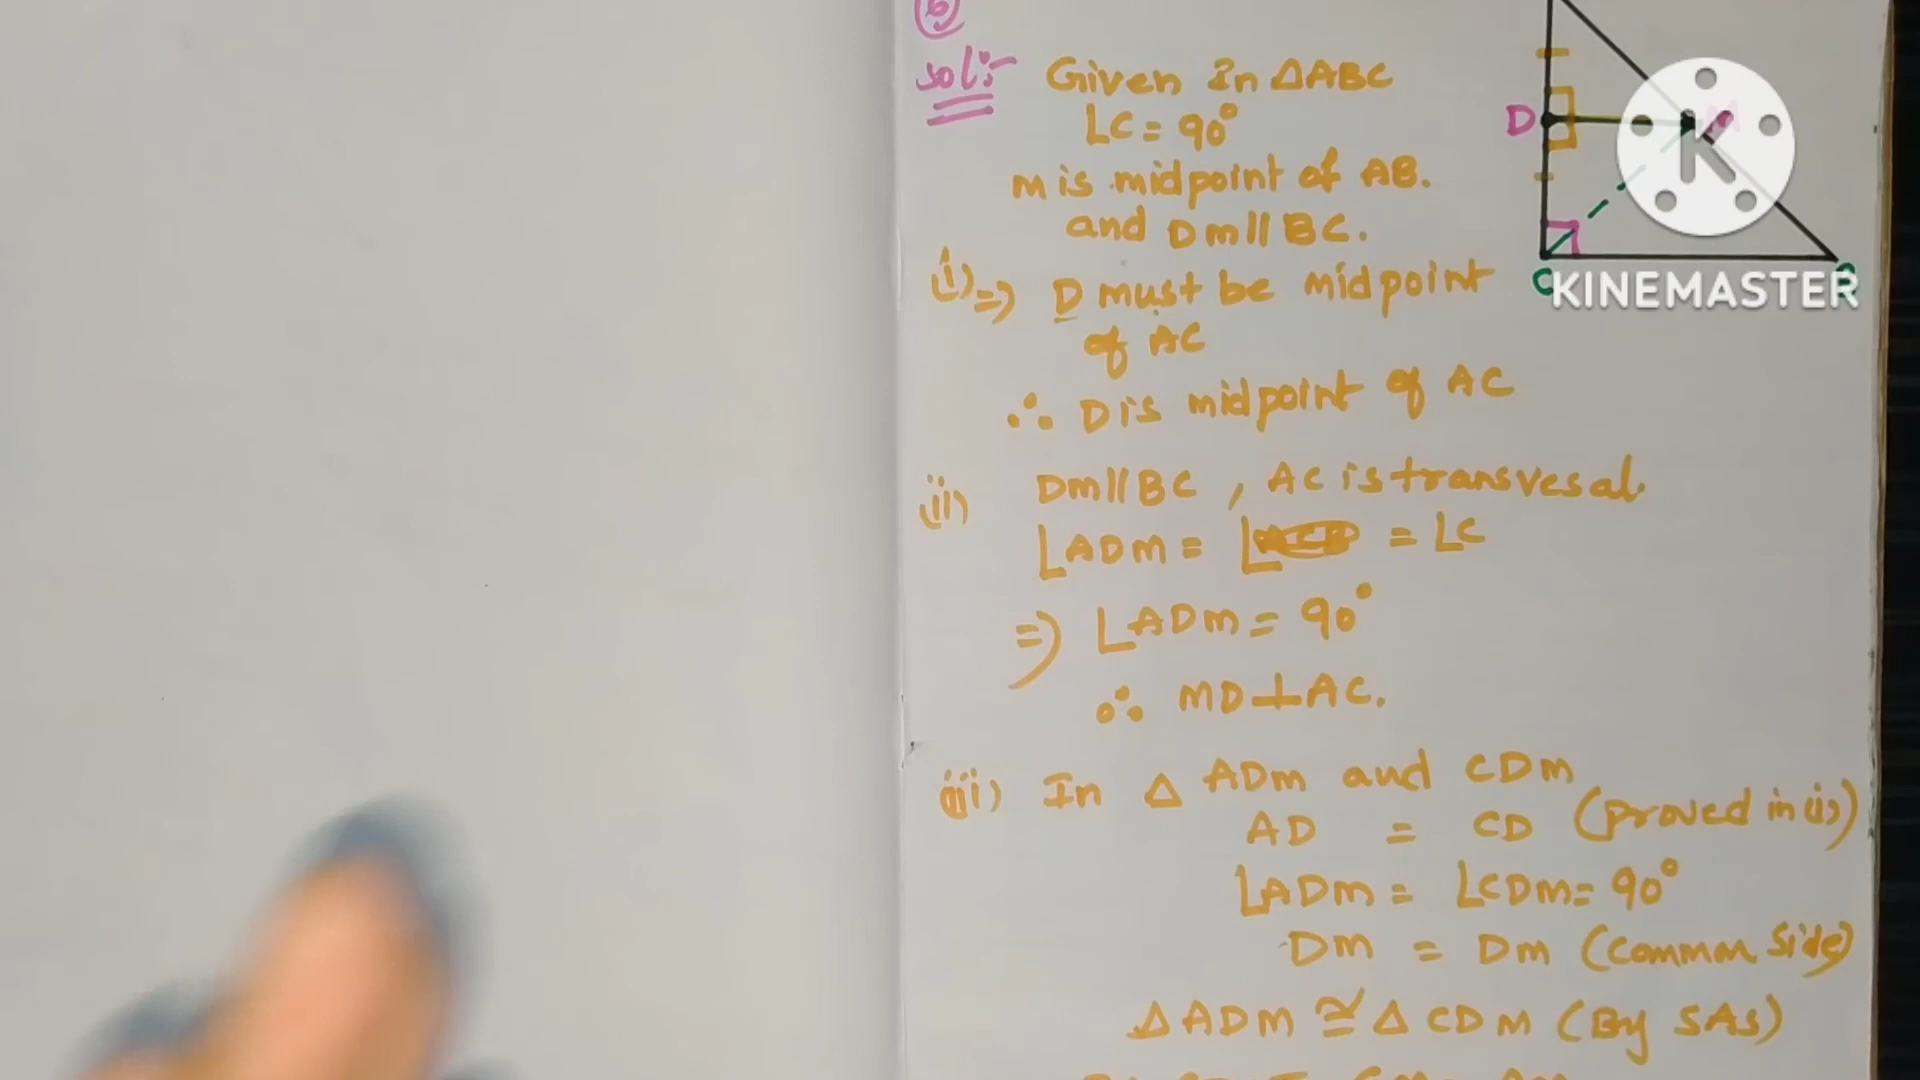 6
Sol:-
Given In ΔABC
∟C = 90°
m is midpoint of AB.
and Dm∥BC.
D
C
KINEMASTER
(i) ⇒ D must be midpoint
of AC
∴ D is midpoint of AC
(ii) Dm∥BC, AC is transvesal.
∟ADM = ∟ = ∟C
⇒ ∟ADM = 90°
∴ MD⊥AC.
(iii) In Δ ADM and CDM
AD = CD (proved in (i))
∟ADM = ∟CDM = 90°
DM = DM (Common Side)
ΔADM ≅ ΔCDM (By SAS)